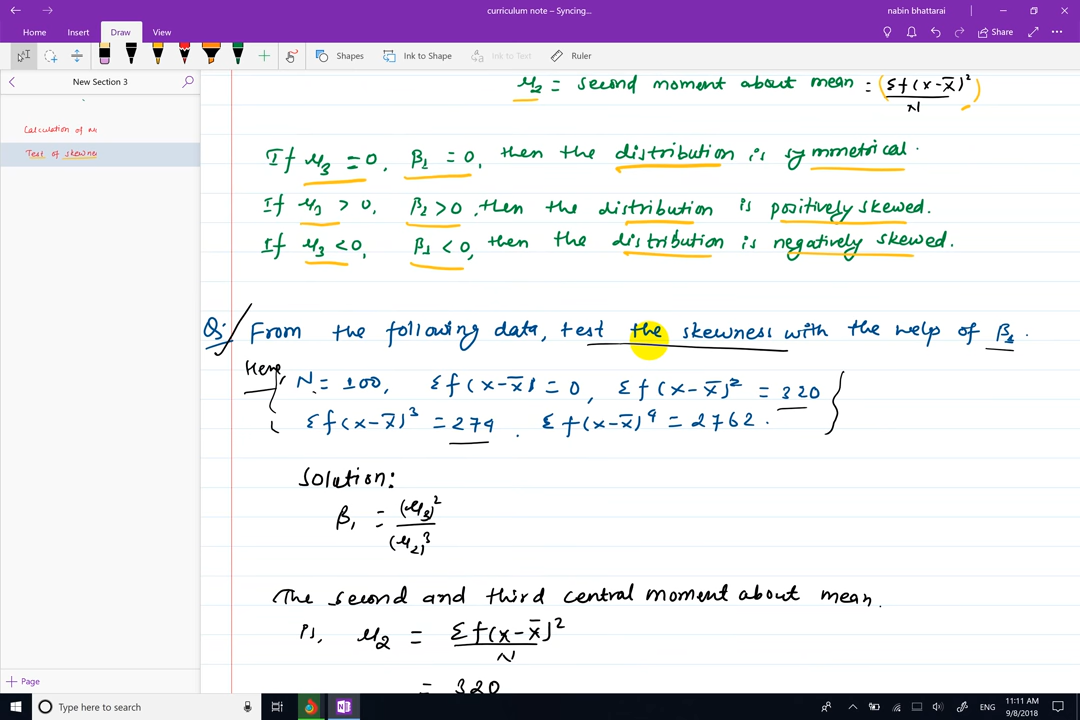 curriculum note – Syncing...
nabin bhattarai
Home Insert Draw View
Share
Shapes Ink to Shape Ink to Text Ruler
New Section 3
Calculation of
Test of skewne
μ2 = second moment about mean = (Σf(x-x̄)²/N)
If μ3 = 0, β1 = 0, then the distribution is symmetrical.
If μ3 > 0, β2 > 0, then the distribution is positively skewed.
If μ3 < 0, β1 < 0, then the distribution is negatively skewed.
Q: From the following data, test the skewness with the help of β1.
Here,
N = 100, Σf(x-x̄) = 0, Σf(x-x̄)² = 320
Σf(x-x̄)³ = 274. Σf(x-x̄)⁴ = 2762.
Solution:
β1 = (μ3)²/(μ2)³
The second and third central moment about mean.
is, μ2 = Σf(x-x̄)²/N
= 320
Page
Type here to search
ENG
11:11 AM
9/8/2018